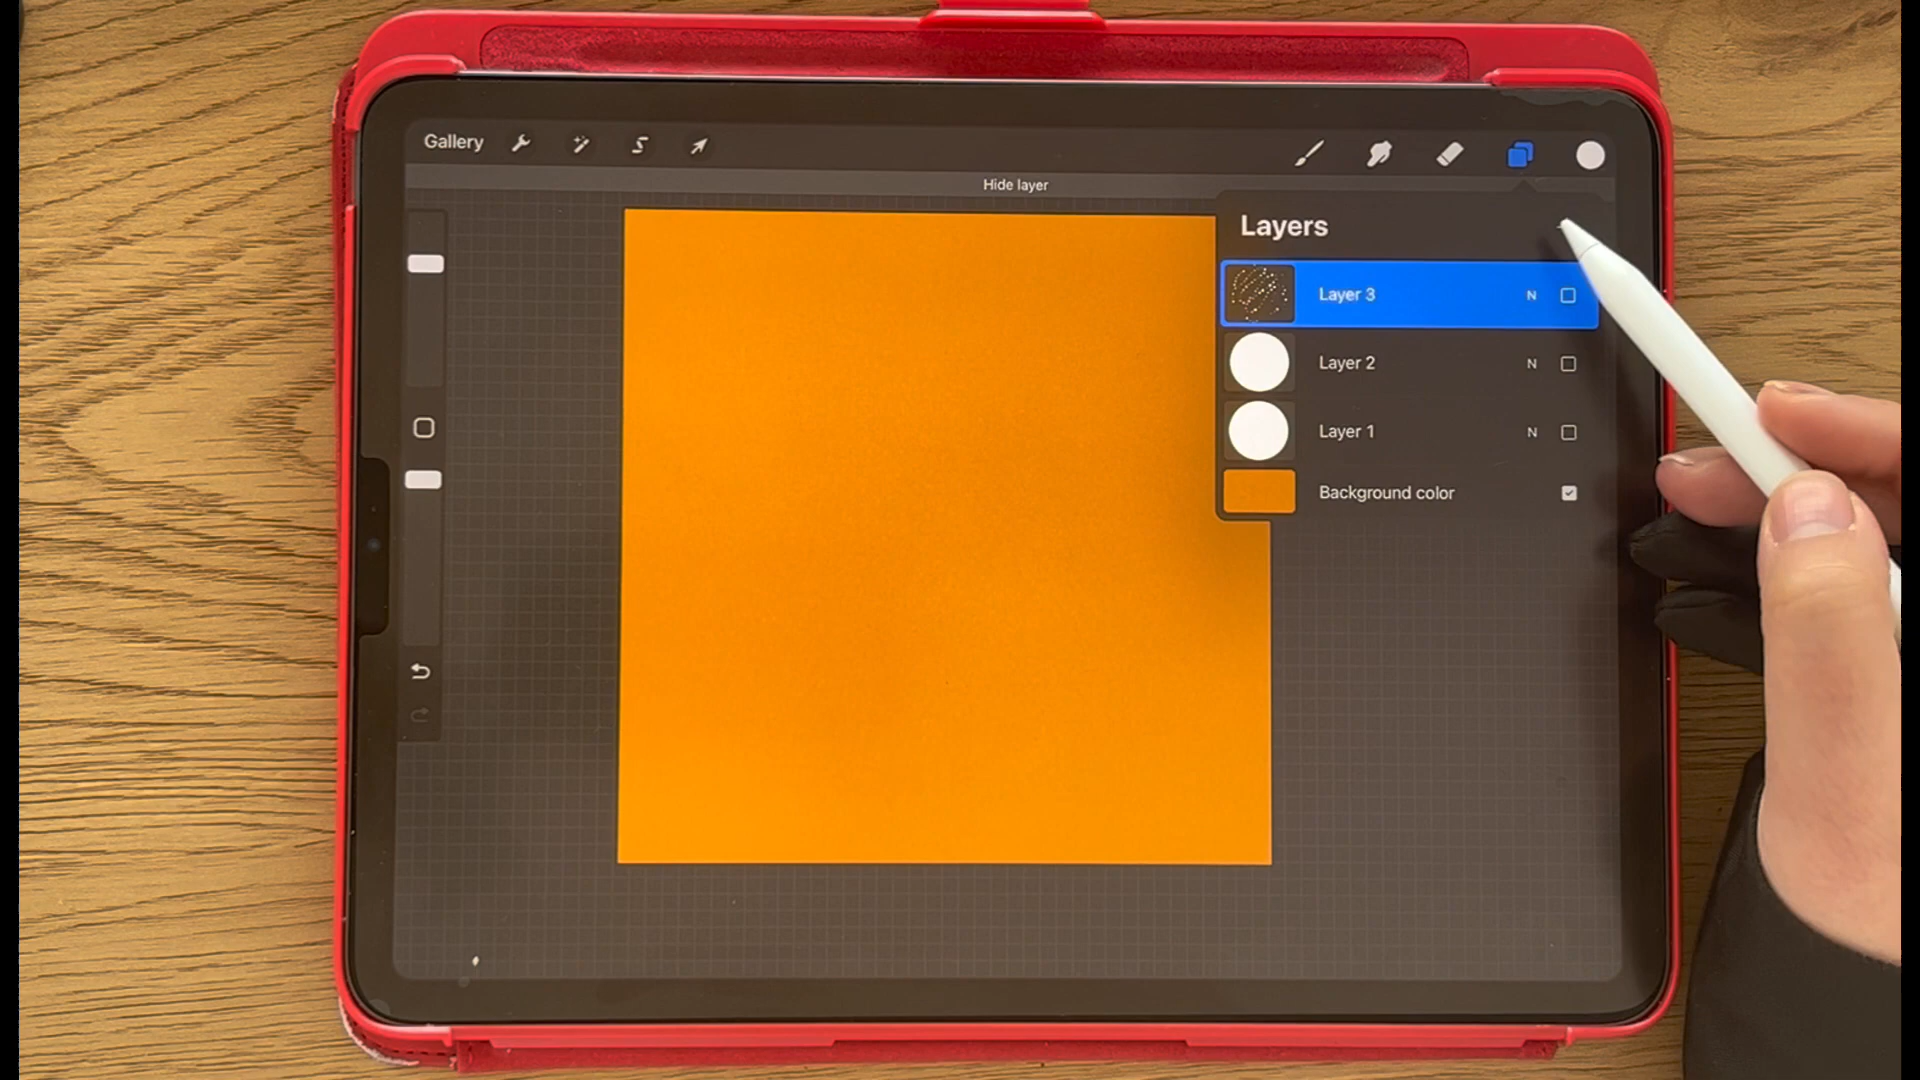 Gallery
Hide layer
Layers
Layer 3 N
Layer 2 N
Layer 1 N
Background color